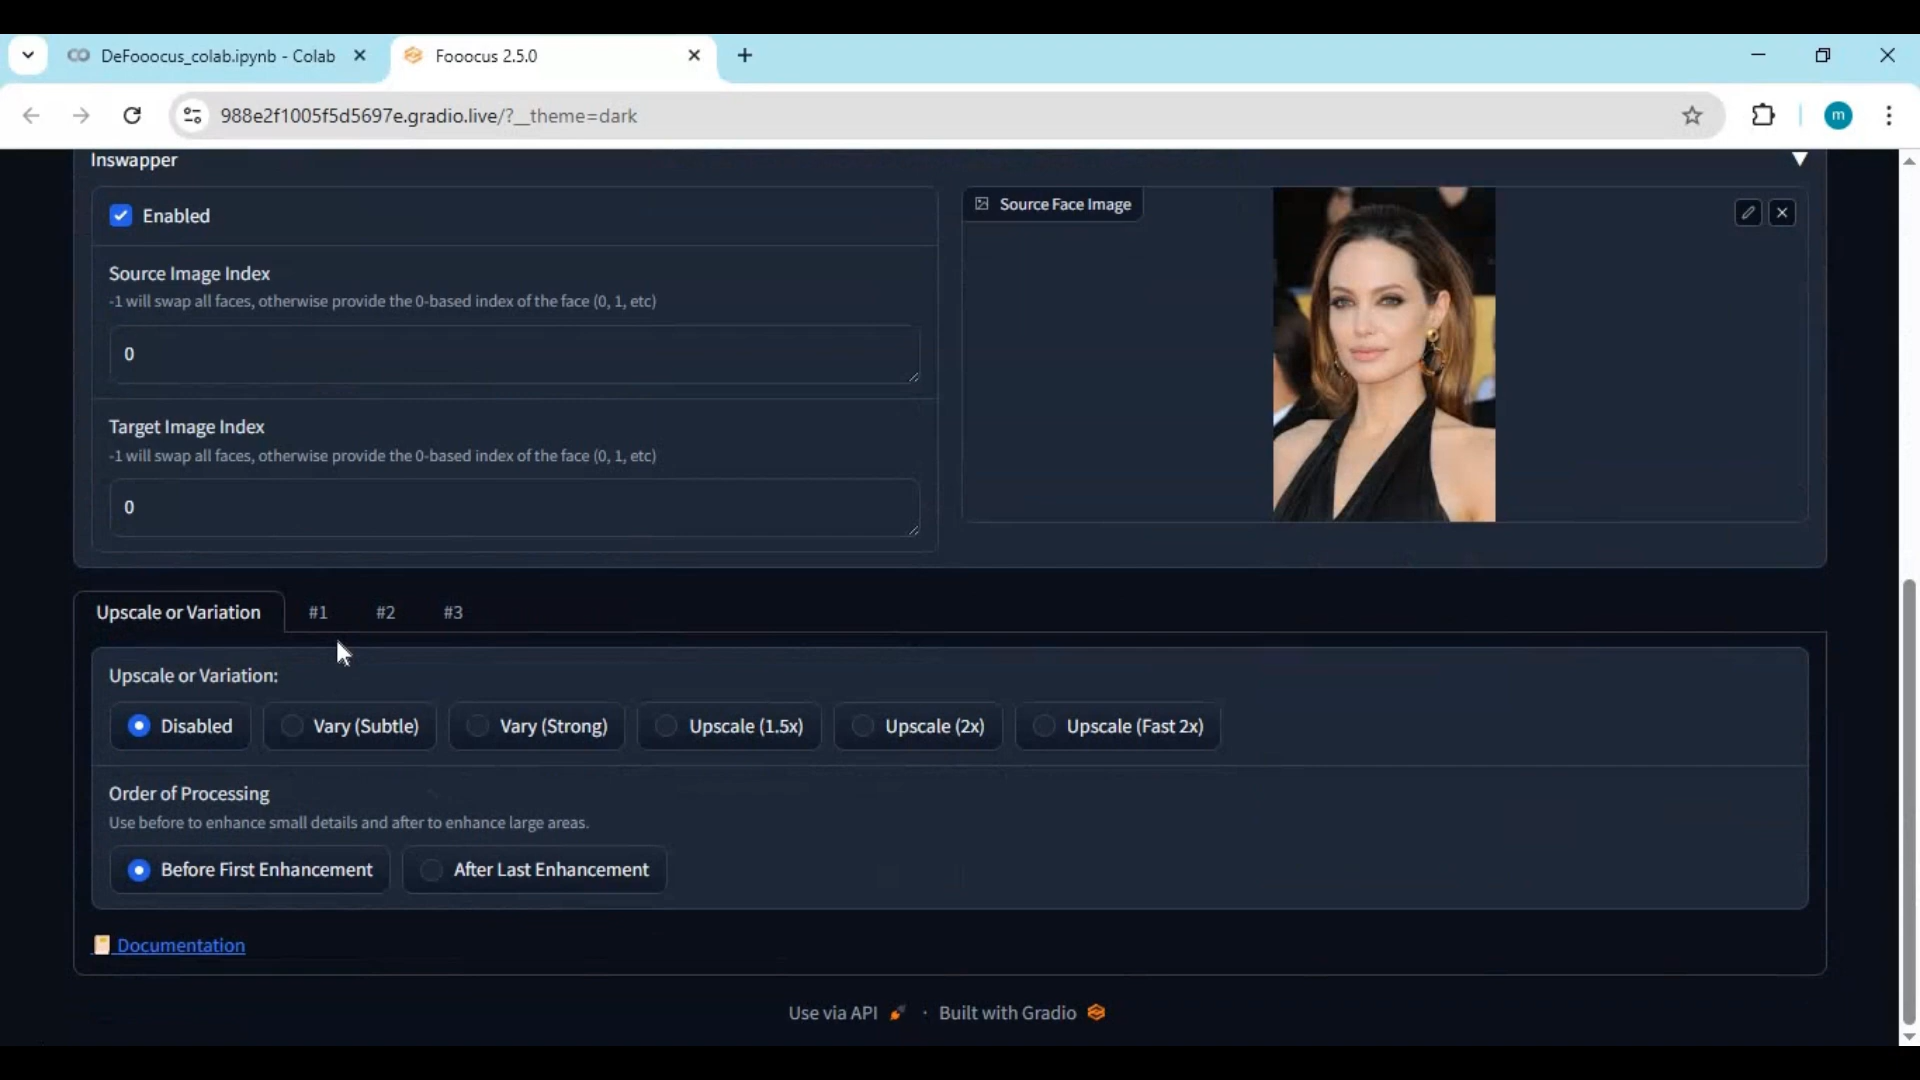 DeFooocus_colab.ipynb - Colab
Fooocus 2.5.0
988e2f1005f5d5697e.gradio.live/?__theme=dark
m
Inswapper
Enabled
Source Face Image
Source Image Index
-1 will swap all faces, otherwise provide the 0-based index of the face (0, 1, etc)
0
Target Image Index
-1 will swap all faces, otherwise provide the 0-based index of the face (0, 1, etc)
0
Upscale or Variation #1 #2 #3
Upscale or Variation:
Disabled Vary (Subtle) Vary (Strong) Upscale (1.5x) Upscale (2x) Upscale (Fast 2x)
Order of Processing
Use before to enhance small details and after to enhance large areas.
Before First Enhancement After Last Enhancement
Documentation
Use via API · Built with Gradio